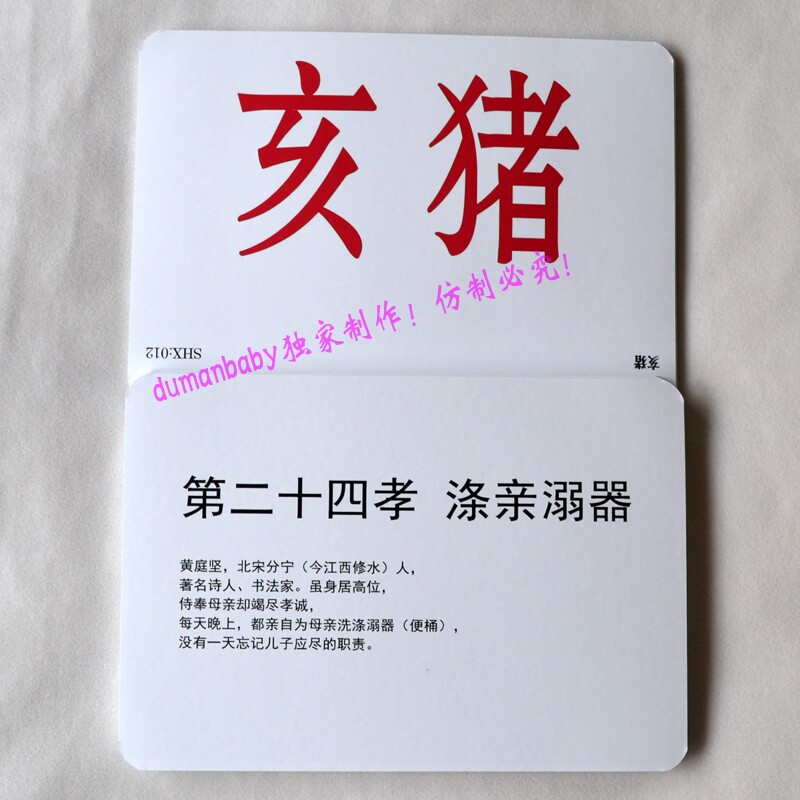 亥猪
dumanbaby独家制作！仿制必究！
SHX:012
亥猪
第二十四孝 涤亲溺器
黄庭坚，北宋分宁（今江西修水）人，
著名诗人、书法家。虽身居高位，
侍奉母亲却竭尽孝诚，
每天晚上，都亲自为母亲洗涤溺器（便桶），
没有一天忘记儿子应尽的职责。